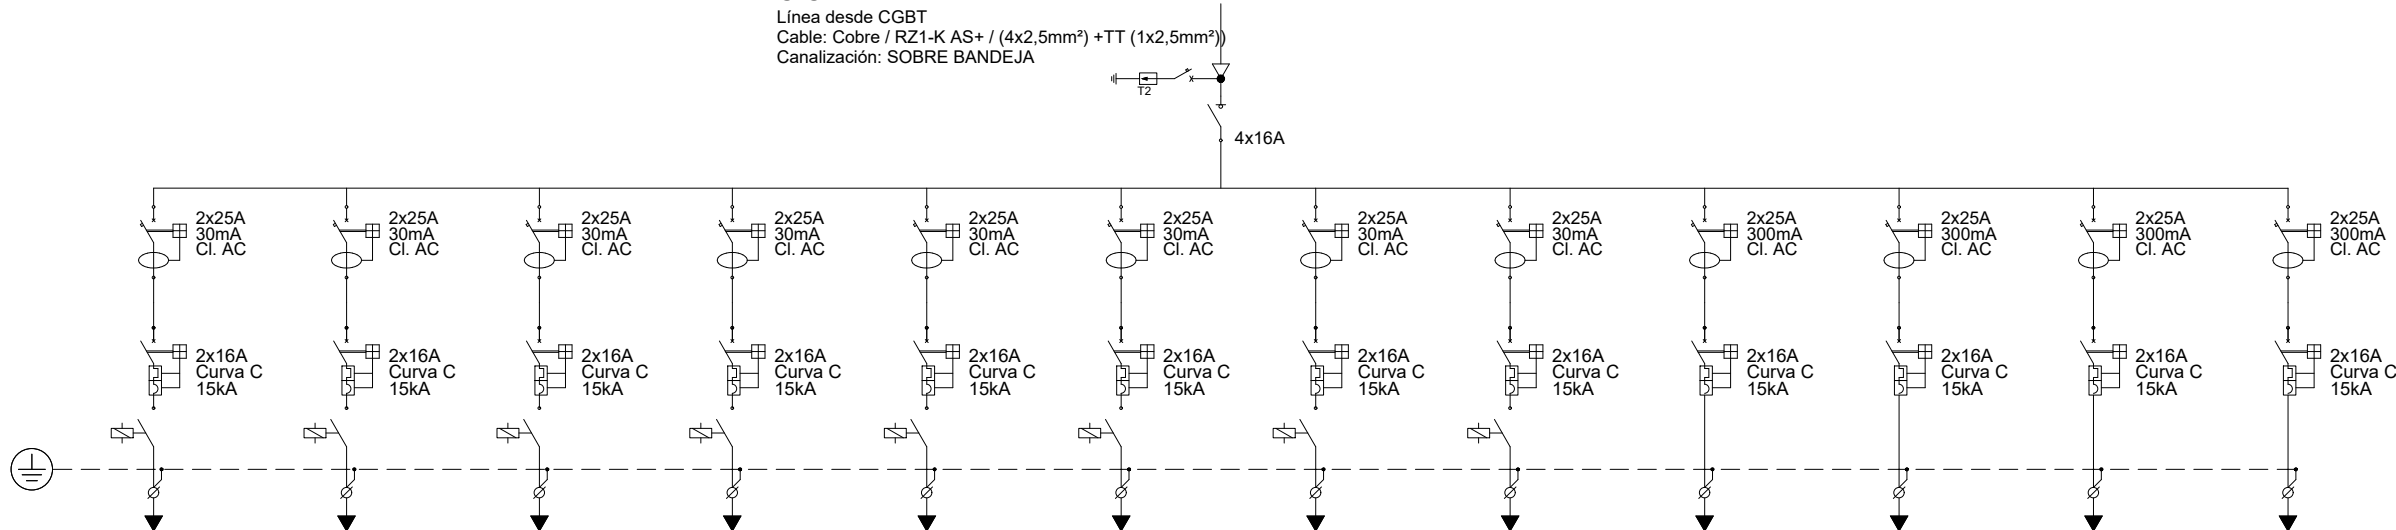 Línea desde CGBT
Cable: Cobre / RZ1-K AS+ / (4x2,5mm²) +TT (1x2,5mm²))
Canalización: SOBRE BANDEJA
T2
4x16A
2x25A
30mA
Cl. AC
2x25A
30mA
Cl. AC
2x25A
30mA
Cl. AC
2x25A
30mA
Cl. AC
2x25A
30mA
Cl. AC
2x25A
30mA
Cl. AC
2x25A
30mA
Cl. AC
2x25A
30mA
Cl. AC
2x25A
300mA
Cl. AC
2x25A
300mA
Cl. AC
2x25A
300mA
Cl. AC
2x25A
300mA
Cl. AC
2x16A
Curva C
15kA
2x16A
Curva C
15kA
2x16A
Curva C
15kA
2x16A
Curva C
15kA
2x16A
Curva C
15kA
2x16A
Curva C
15kA
2x16A
Curva C
15kA
2x16A
Curva C
15kA
2x16A
Curva C
15kA
2x16A
Curva C
15kA
2x16A
Curva C
15kA
2x16A
Curva C
15kA